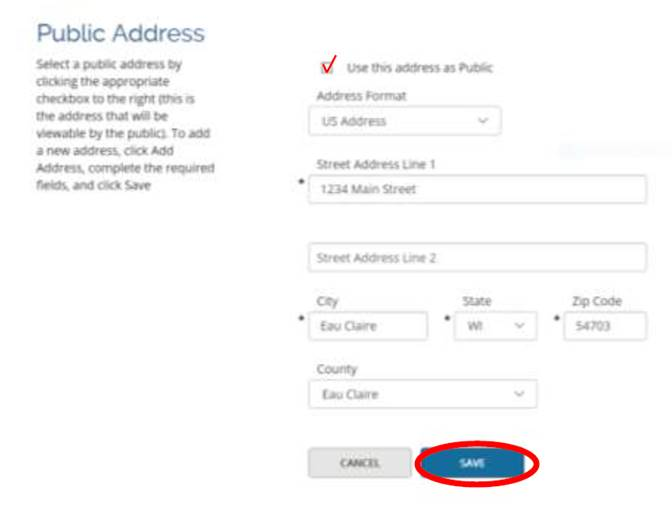 Public Address
Select a public address by
clicking the appropriate
checkbox to the right (this is
the address that will be
viewable by the public). To add
a new address, click Add
Address, complete the required
fields, and click Save
Use this address as Public
Address Format
US Address
Street Address Line 1
* 1234 Main Street
Street Address Line 2
City State Zip Code
* Eau Claire * WI * 54703
County
Eau Claire
CANCEL SAVE